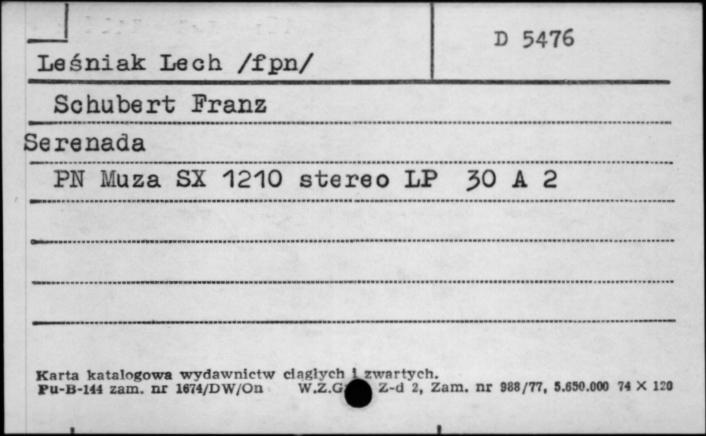 D 5476
Leśniak Lech /fpn/
Schubert Franz
Serenada
PN Muza SX 1210 stereo LP 30 A 2
Karta katalogowa wydawnictw ciągłych i zwartych.
Pu-B-144 zam. nr 1674/DW/On W.Z.G Z-d 2, Zam. nr 988/77, 5.650.000 74 X 120